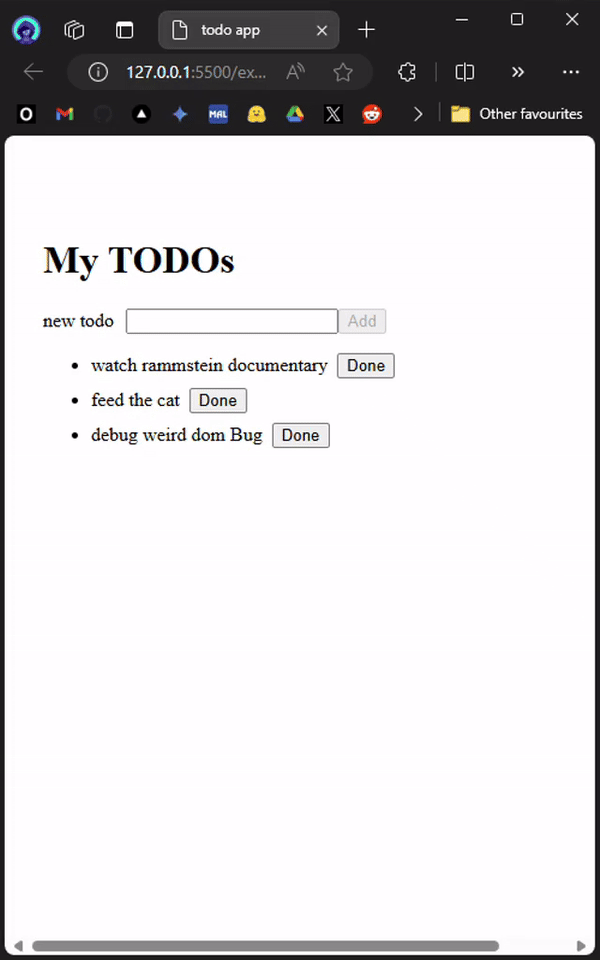 todo app
127.0.0.1:5500/ex...
O MAL X Other favourites
My TODOs
new todo Add
watch rammstein documentary Done
feed the cat Done
debug weird dom Bug Done